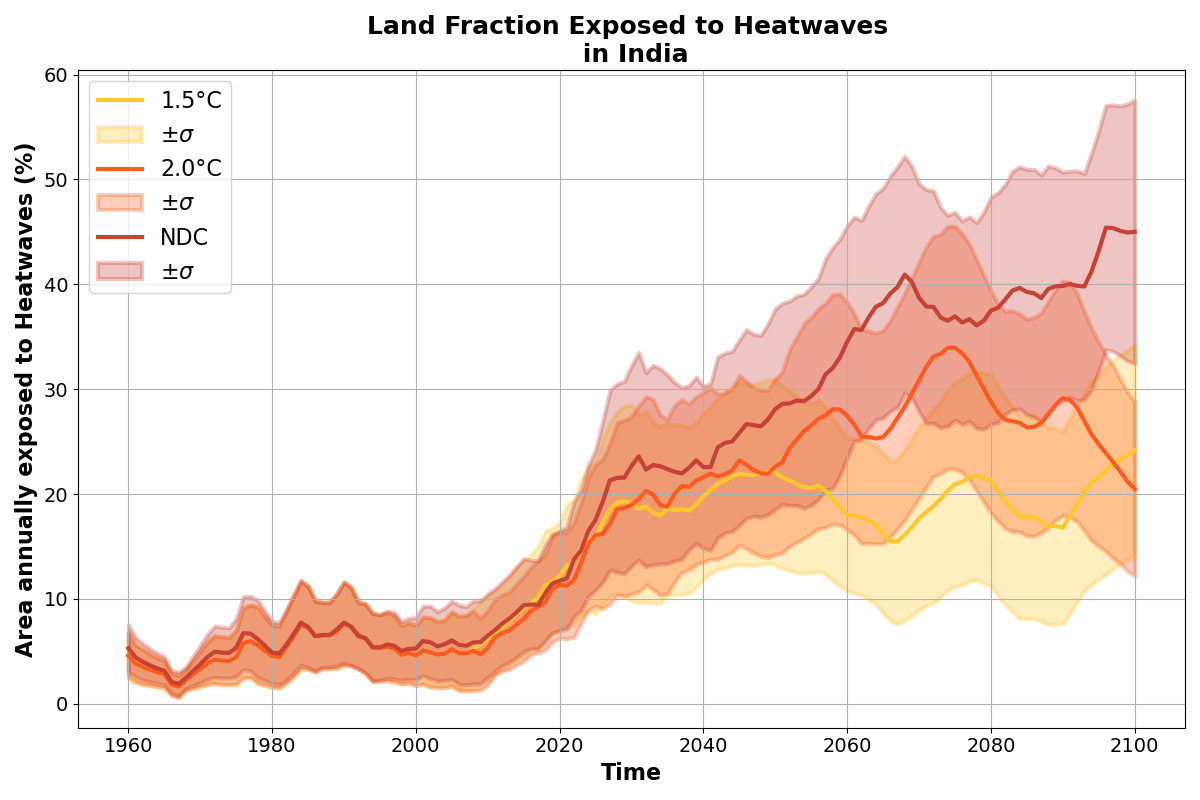 Land Fraction Exposed to Heatwaves
in India
Area annually exposed to Heatwaves (%)
60
50
40
30
20
10
0
1.5°C
±σ
2.0°C
±σ
NDC
±σ
1960
1980
2000
2020
2040
2060
2080
2100
Time